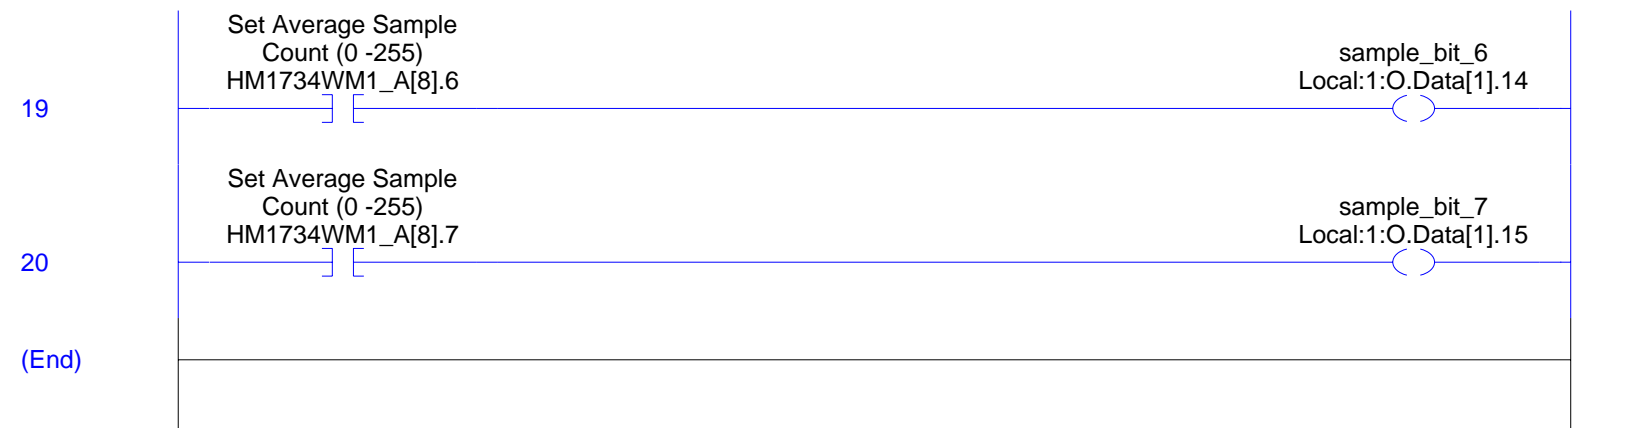 Set Average Sample
Count (0 -255)
HM1734WM1_A[8].6
sample_bit_6
Local:1:O.Data[1].14
19
Set Average Sample
Count (0 -255)
HM1734WM1_A[8].7
sample_bit_7
Local:1:O.Data[1].15
20
(End)